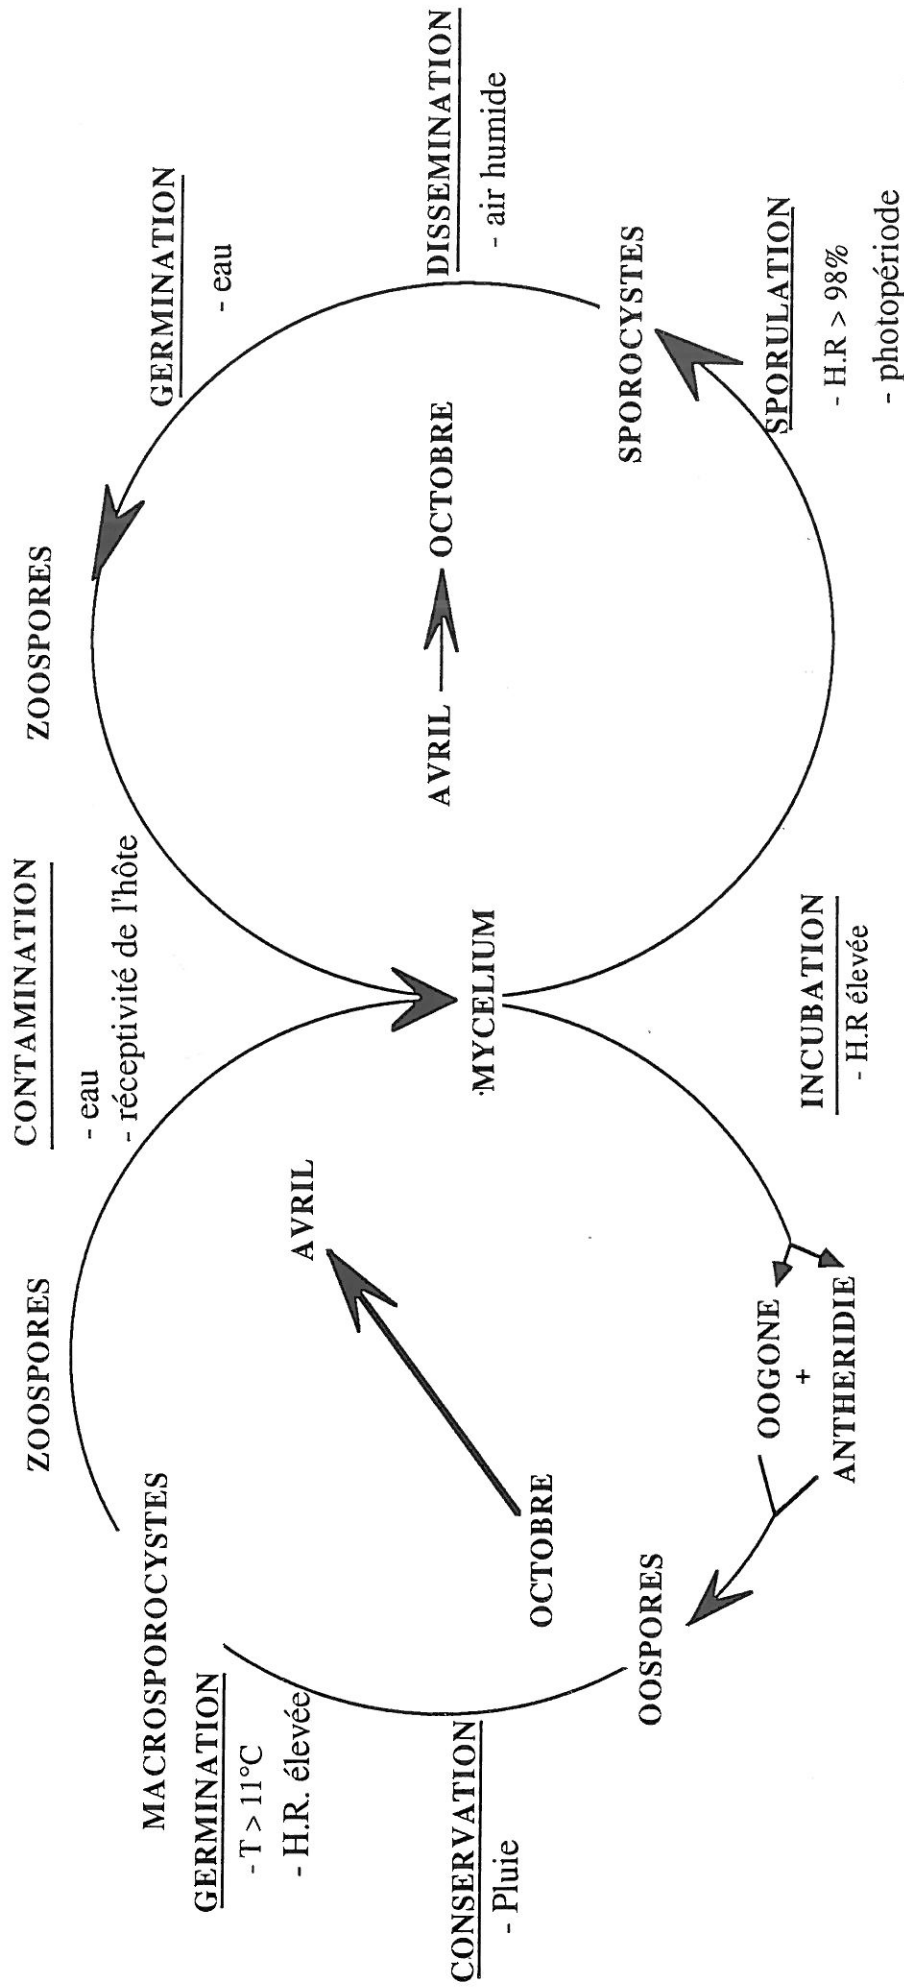 CONTAMINATION
- eau
- réceptivité de l'hôte
ZOOSPORES
ZOOSPORES
MACROSPOROCYSTES
GERMINATION
- T > 11°C
- H.R. élevée
CONSERVATION
- Pluie
OCTOBRE
AVRIL
OOSPORES
OOGONE
+
ANTHERIDIE
MYCELIUM
INCUBATION
- H.R élevée
AVRIL
OCTOBRE
GERMINATION
- eau
DISSEMINATION
- air humide
SPOROCYSTES
SPORULATION
- H.R > 98%
- photopériode